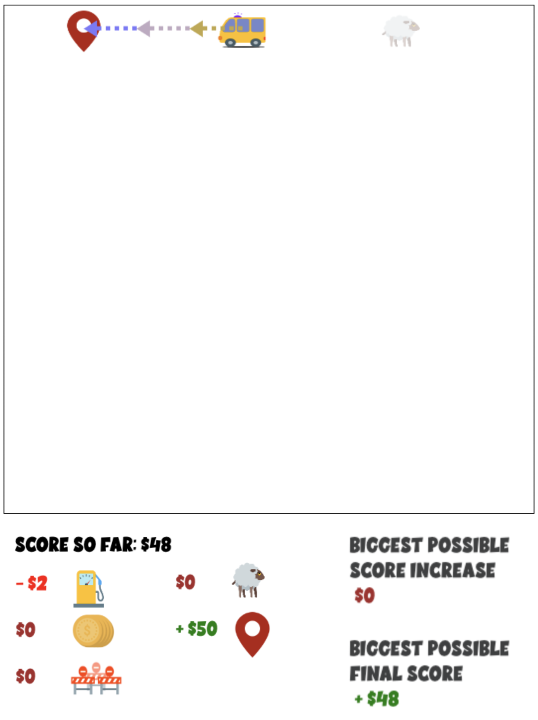 SCORE SO FAR: $48
- $2
$0
$0
+ $50
$0
BIGGEST POSSIBLE
SCORE INCREASE
$0
BIGGEST POSSIBLE
FINAL SCORE
+ $48